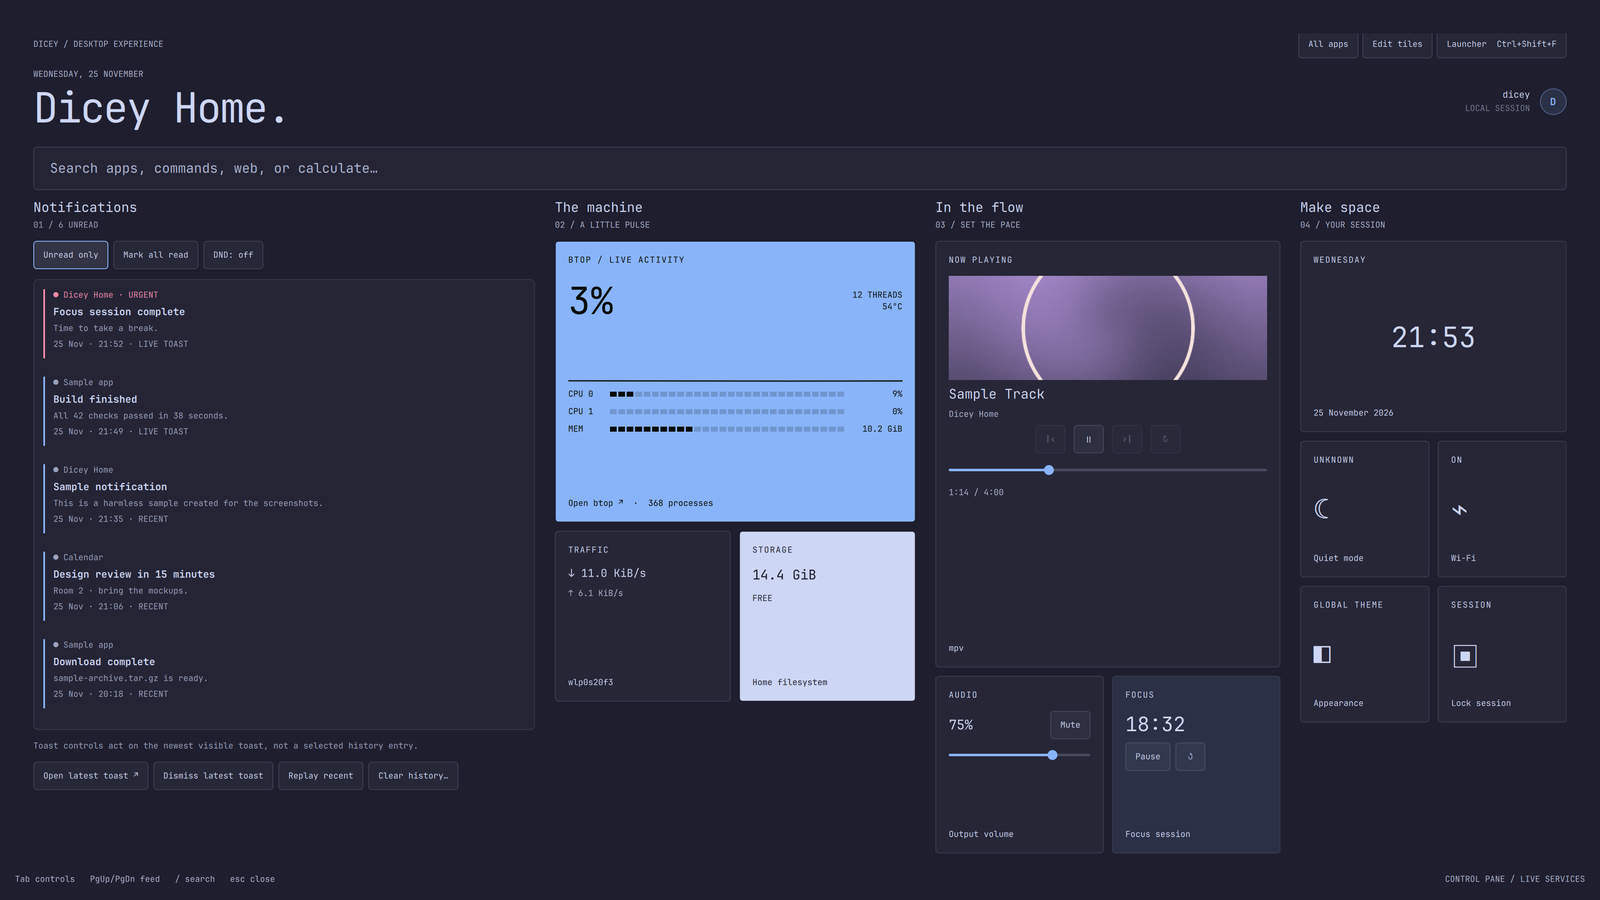 DICEY / DESKTOP EXPERIENCE
All apps
Edit tiles
Launcher Ctrl+Shift+F
WEDNESDAY, 25 NOVEMBER
Dicey Home.
dicey
LOCAL SESSION
D
Search apps, commands, web, or calculate…
Notifications
01 / 6 UNREAD
Unread only
Mark all read
DND: off
Dicey Home · URGENT
Focus session complete
Time to take a break.
25 Nov · 21:52 · LIVE TOAST
Sample app
Build finished
All 42 checks passed in 38 seconds.
25 Nov · 21:49 · LIVE TOAST
Dicey Home
Sample notification
This is a harmless sample created for the screenshots.
25 Nov · 21:35 · RECENT
Calendar
Design review in 15 minutes
Room 2 · bring the mockups.
25 Nov · 21:06 · RECENT
Sample app
Download complete
sample-archive.tar.gz is ready.
25 Nov · 20:18 · RECENT
Toast controls act on the newest visible toast, not a selected history entry.
Open latest toast ↗
Dismiss latest toast
Replay recent
Clear history…
The machine
02 / A LITTLE PULSE
BTOP / LIVE ACTIVITY
3%
12 THREADS
54°C
CPU 0 9%
CPU 1 0%
MEM 10.2 GiB
Open btop ↗ · 368 processes
TRAFFIC
↓ 11.0 KiB/s
↑ 6.1 KiB/s
wlp0s20f3
STORAGE
14.4 GiB
FREE
Home filesystem
In the flow
03 / SET THE PACE
NOW PLAYING
Sample Track
Dicey Home
1:14 / 4:00
mpv
AUDIO
75%
Mute
Output volume
FOCUS
18:32
Pause
Focus session
Make space
04 / YOUR SESSION
WEDNESDAY
21:53
25 November 2026
UNKNOWN
Quiet mode
ON
Wi-Fi
GLOBAL THEME
Appearance
SESSION
Lock session
Tab controls PgUp/PgDn feed / search esc close
CONTROL PANE / LIVE SERVICES